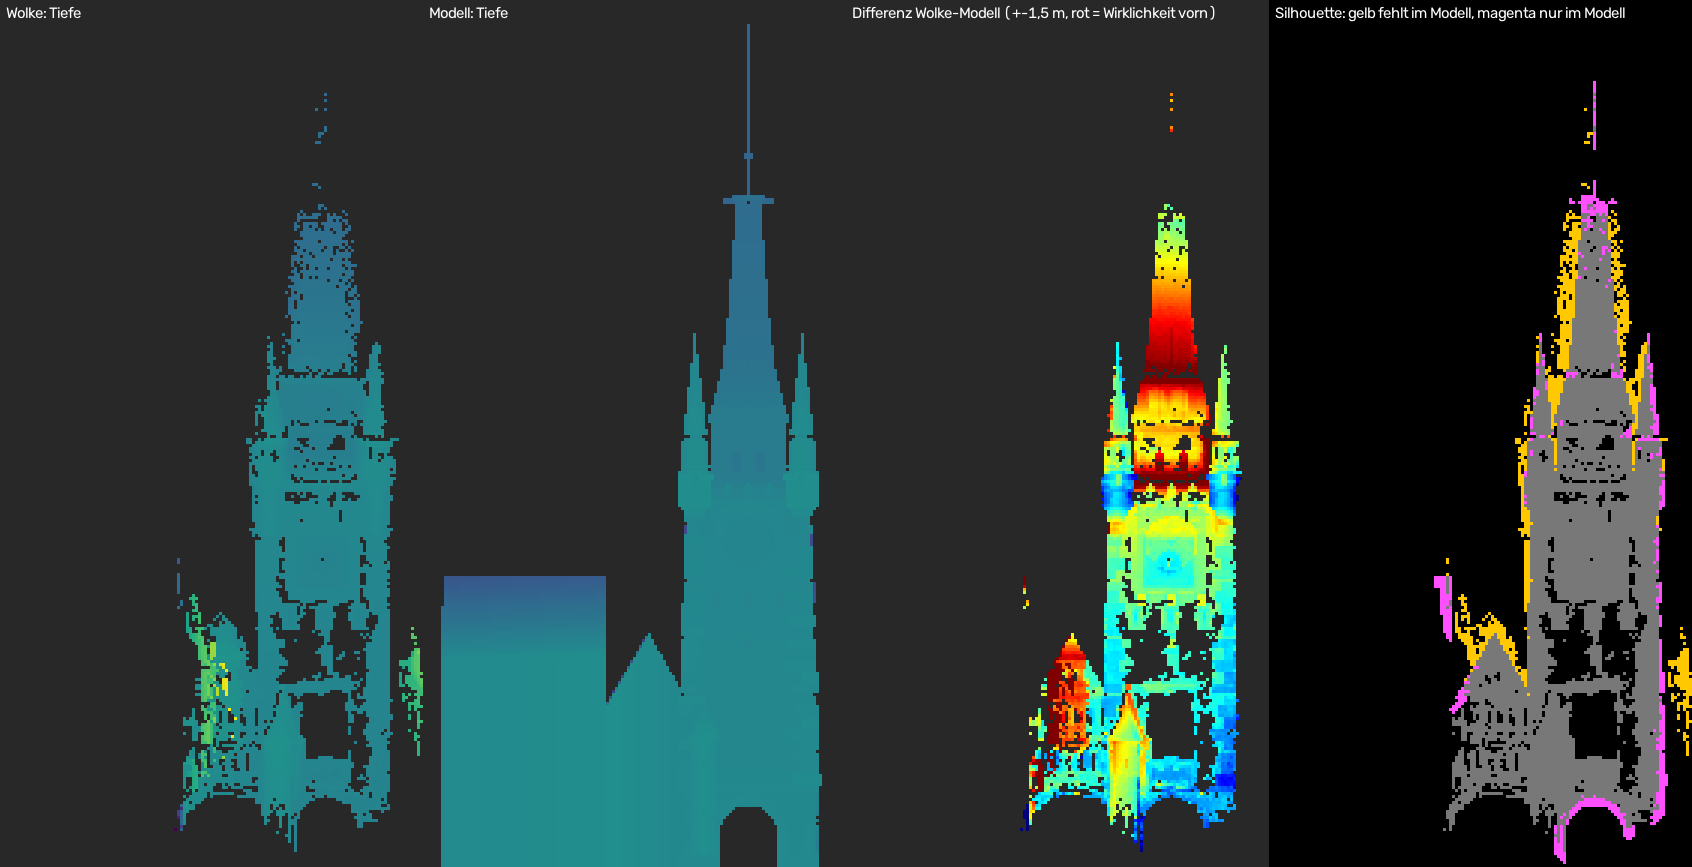 Wolke: Tiefe
Modell: Tiefe
Differenz Wolke-Modell (+-1,5 m, rot = Wirklichkeit vorn)
Silhouette: gelb fehlt im Modell, magenta nur im Modell